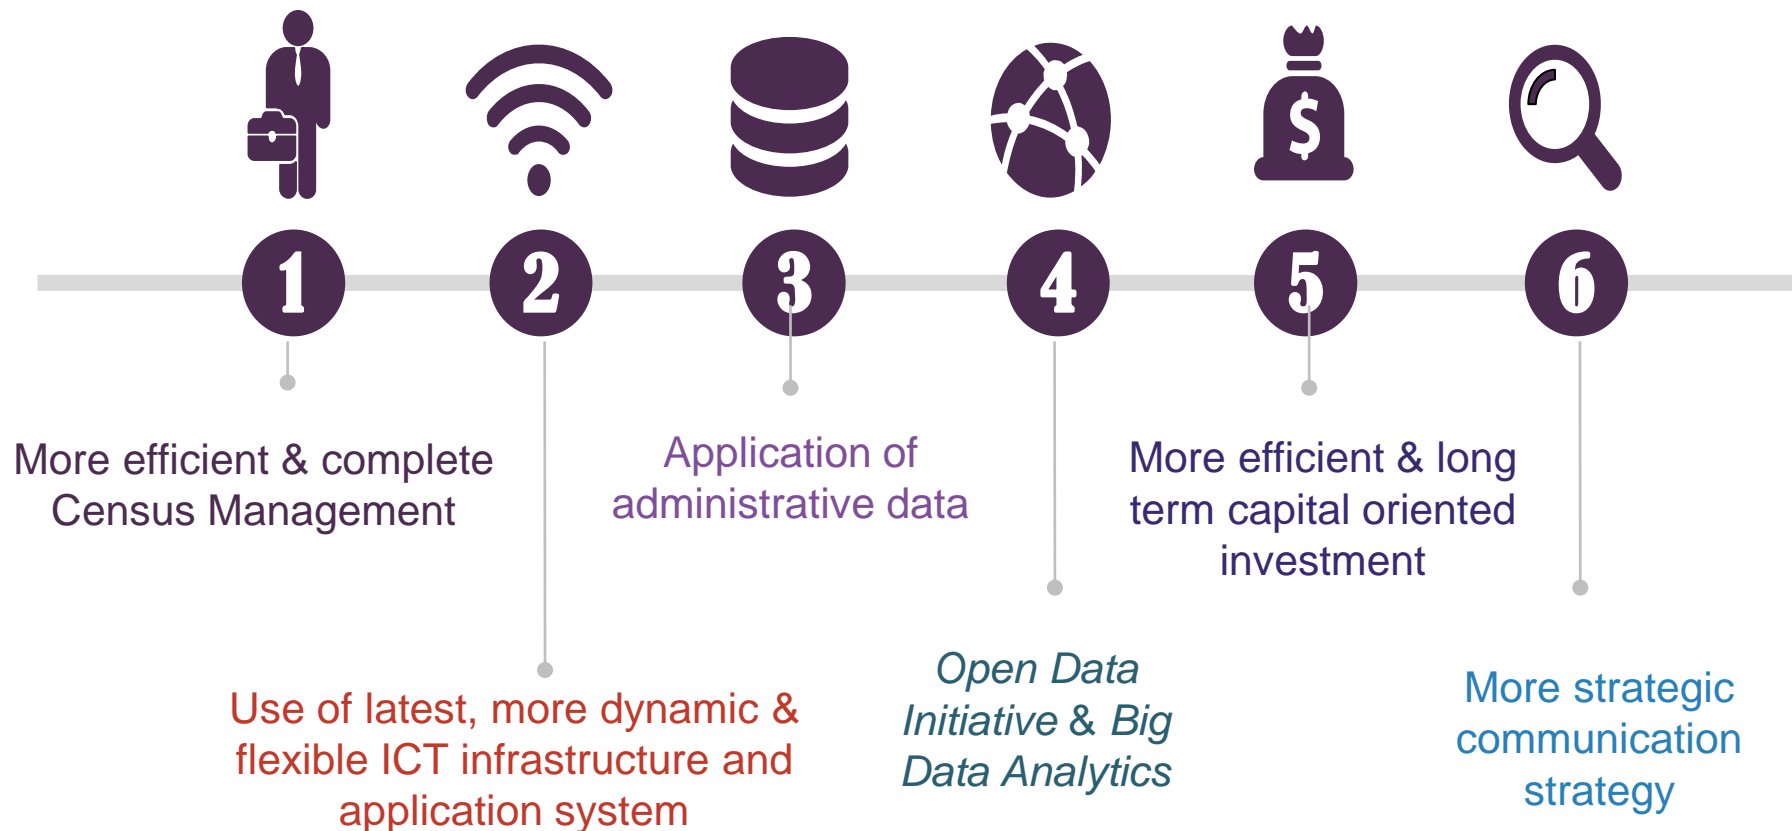 $
1
2
3
4
5
6
More efficient & complete
Census Management
Use of latest, more dynamic &
flexible ICT infrastructure and
application system
Application of
administrative data
Open Data
Initiative & Big
Data Analytics
More efficient & long
term capital oriented
investment
More strategic
communication
strategy